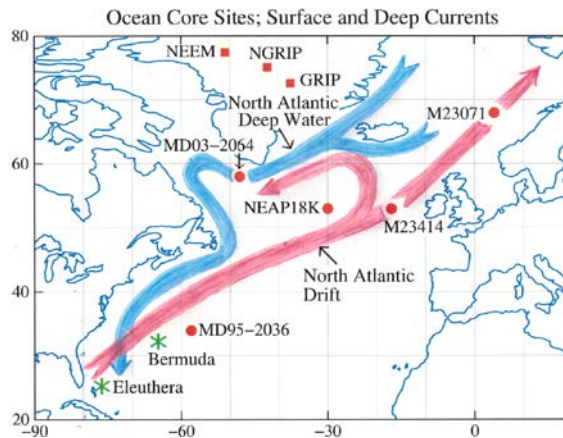 Ocean Core Sites; Surface and Deep Currents
80
60
40
20
-90
-60
-30
0
NEEM
NGRIP
GRIP
North Atlantic
Deep Water
MD03-2064
M23071
NEAP18K
M23414
North Atlantic
Drift
MD95-2036
Bermuda
Eleuthera